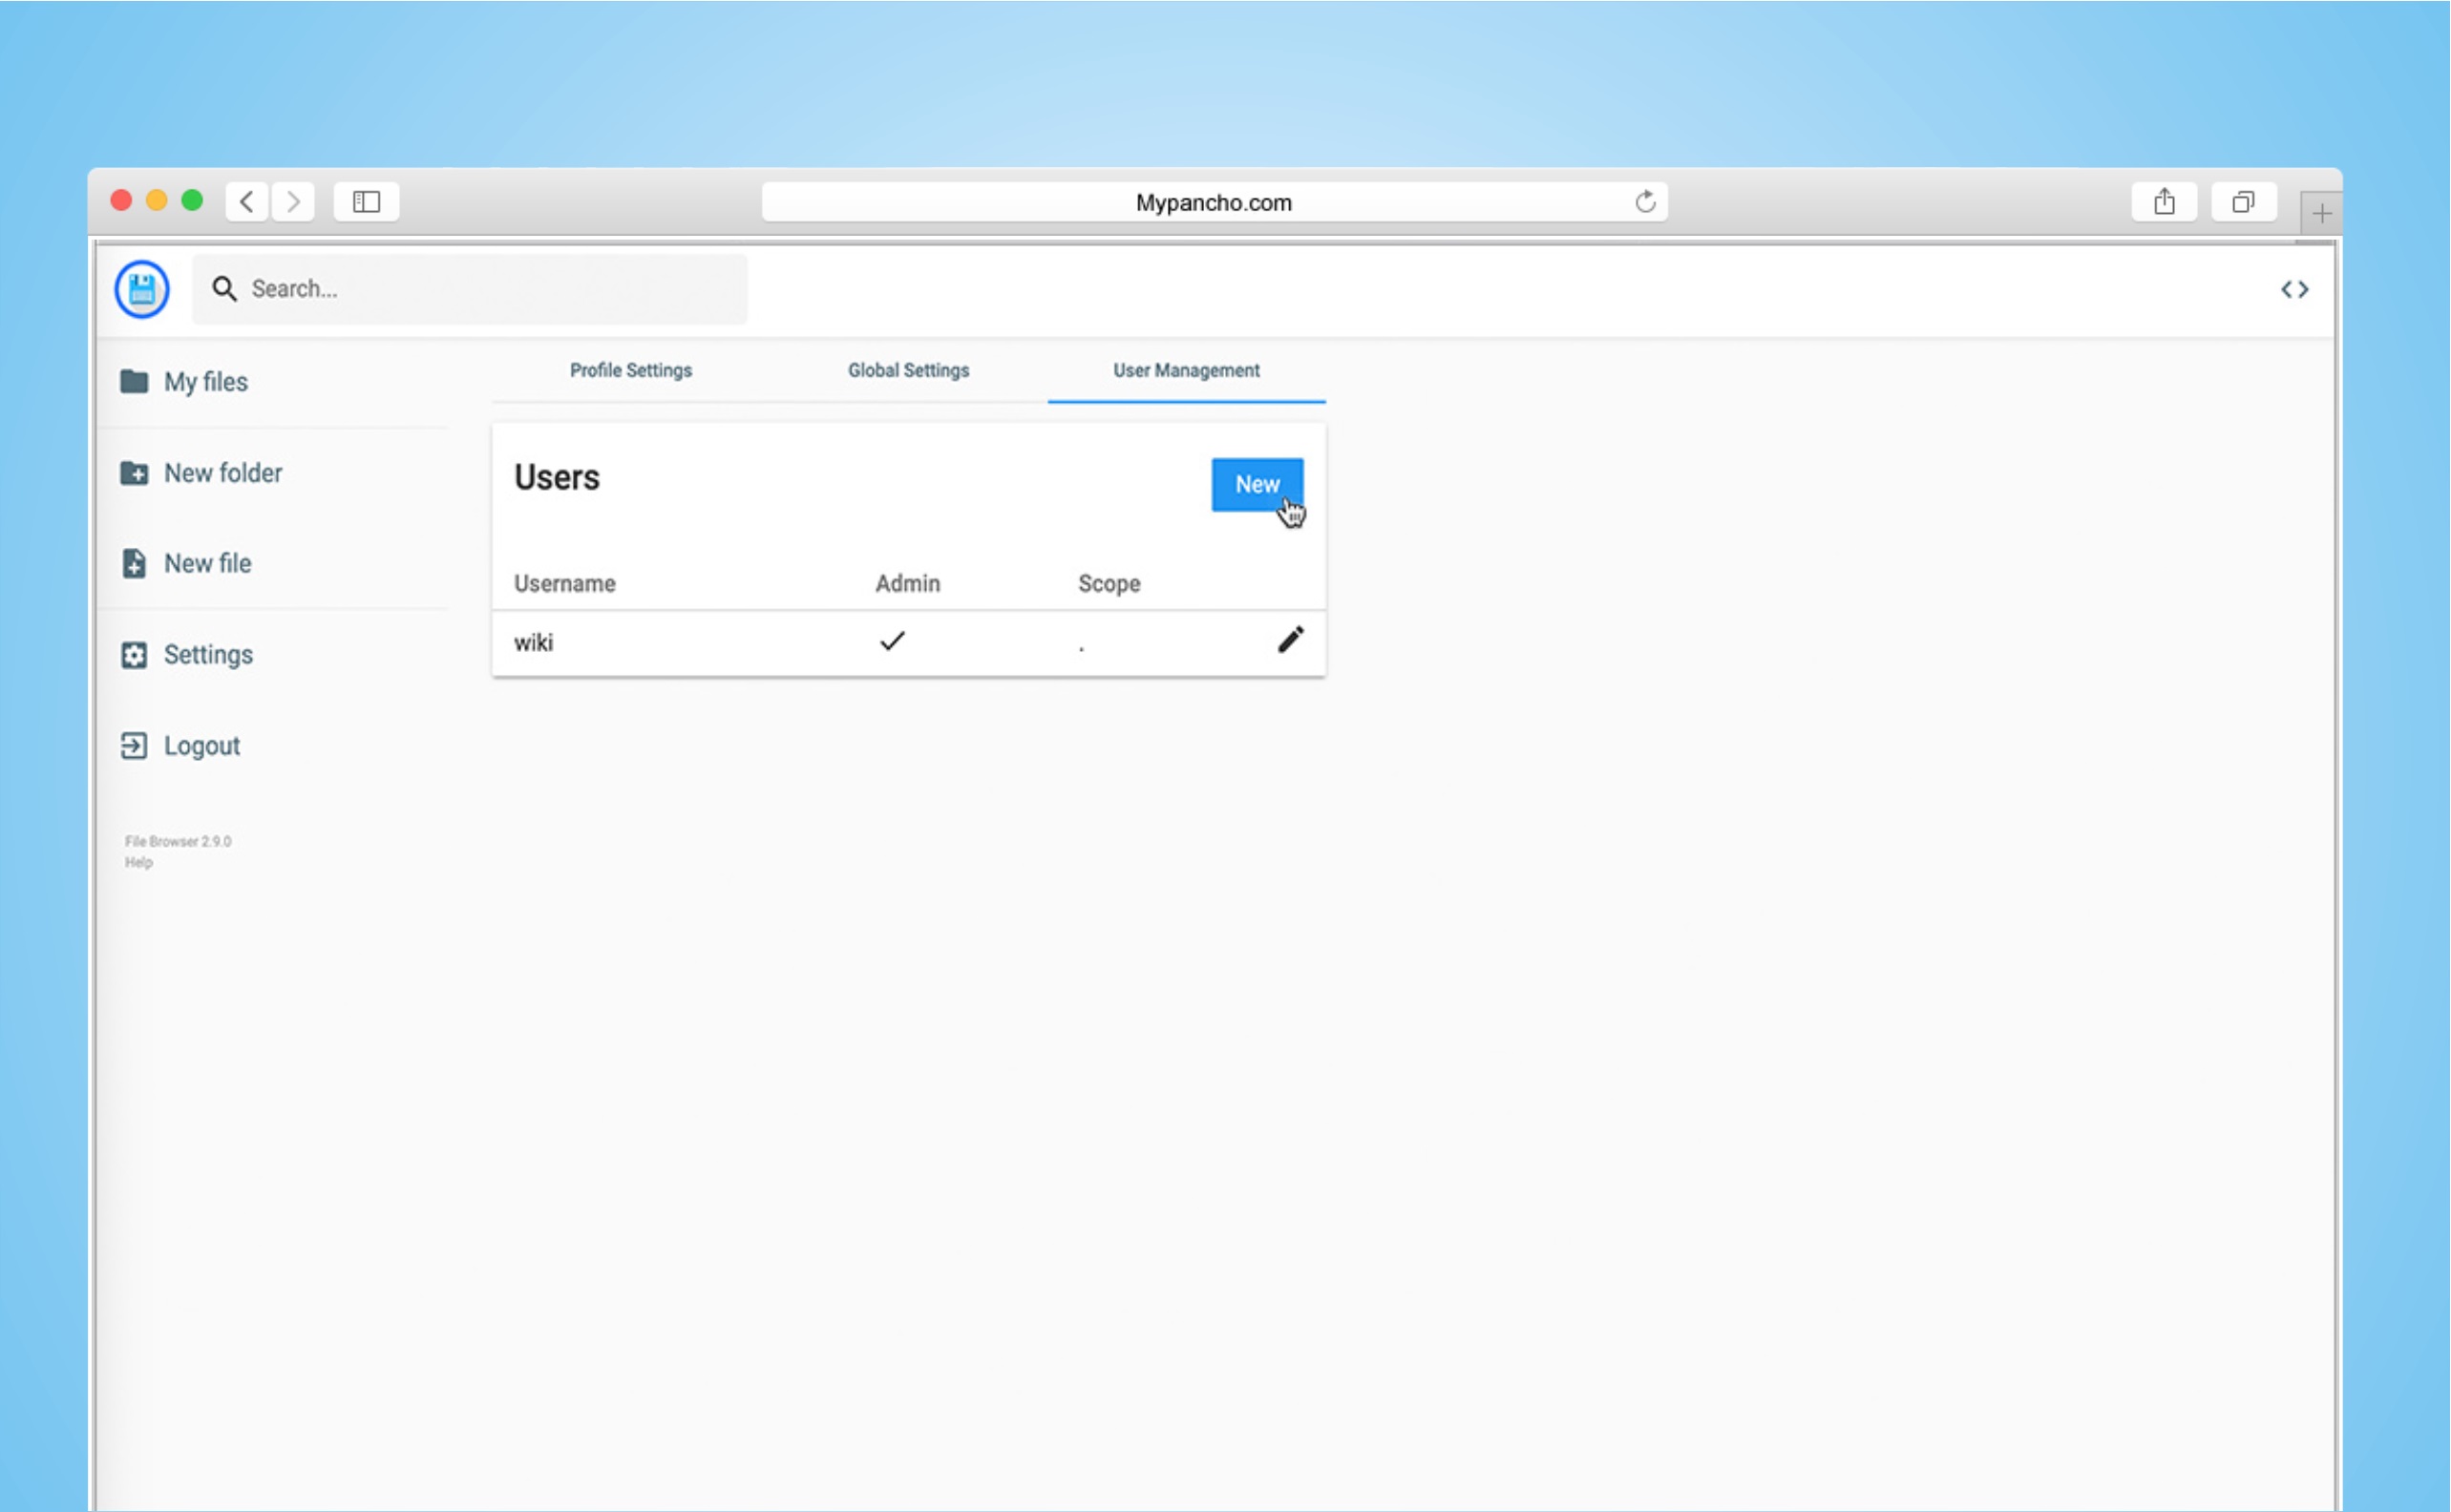 Mypancho.com
Search...
My files
New folder
New file
Settings
Logout
File Browser 2.9.0
Help
Profile Settings Global Settings User Management
Users New
Username Admin Scope
wiki .